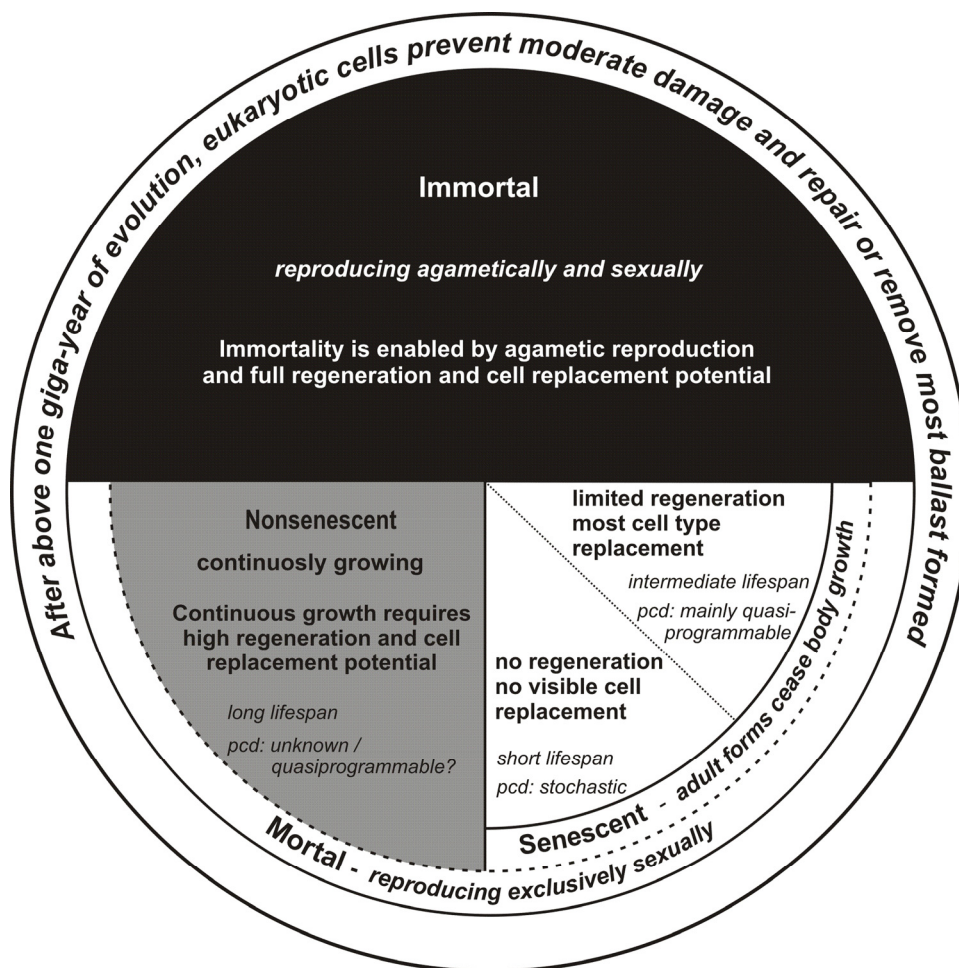 After above one giga-year of evolution, eukaryotic cells prevent moderate damage and repair or remove most ballast formed
Immortal
reproducing agametically and sexually
Immortality is enabled by agametic reproduction
and full regeneration and cell replacement potential
Nonsenescent
continuosly growing
Continuous growth requires
high regeneration and cell
replacement potential
long lifespan
pcd: unknown /
quasiprogrammable?
limited regeneration
most cell type
replacement
intermediate lifespan
pcd: mainly quasi-
programmable
no regeneration
no visible cell
replacement
short lifespan
pcd: stochastic
Senescent - adult forms cease body growth
Mortal - reproducing exclusively sexually